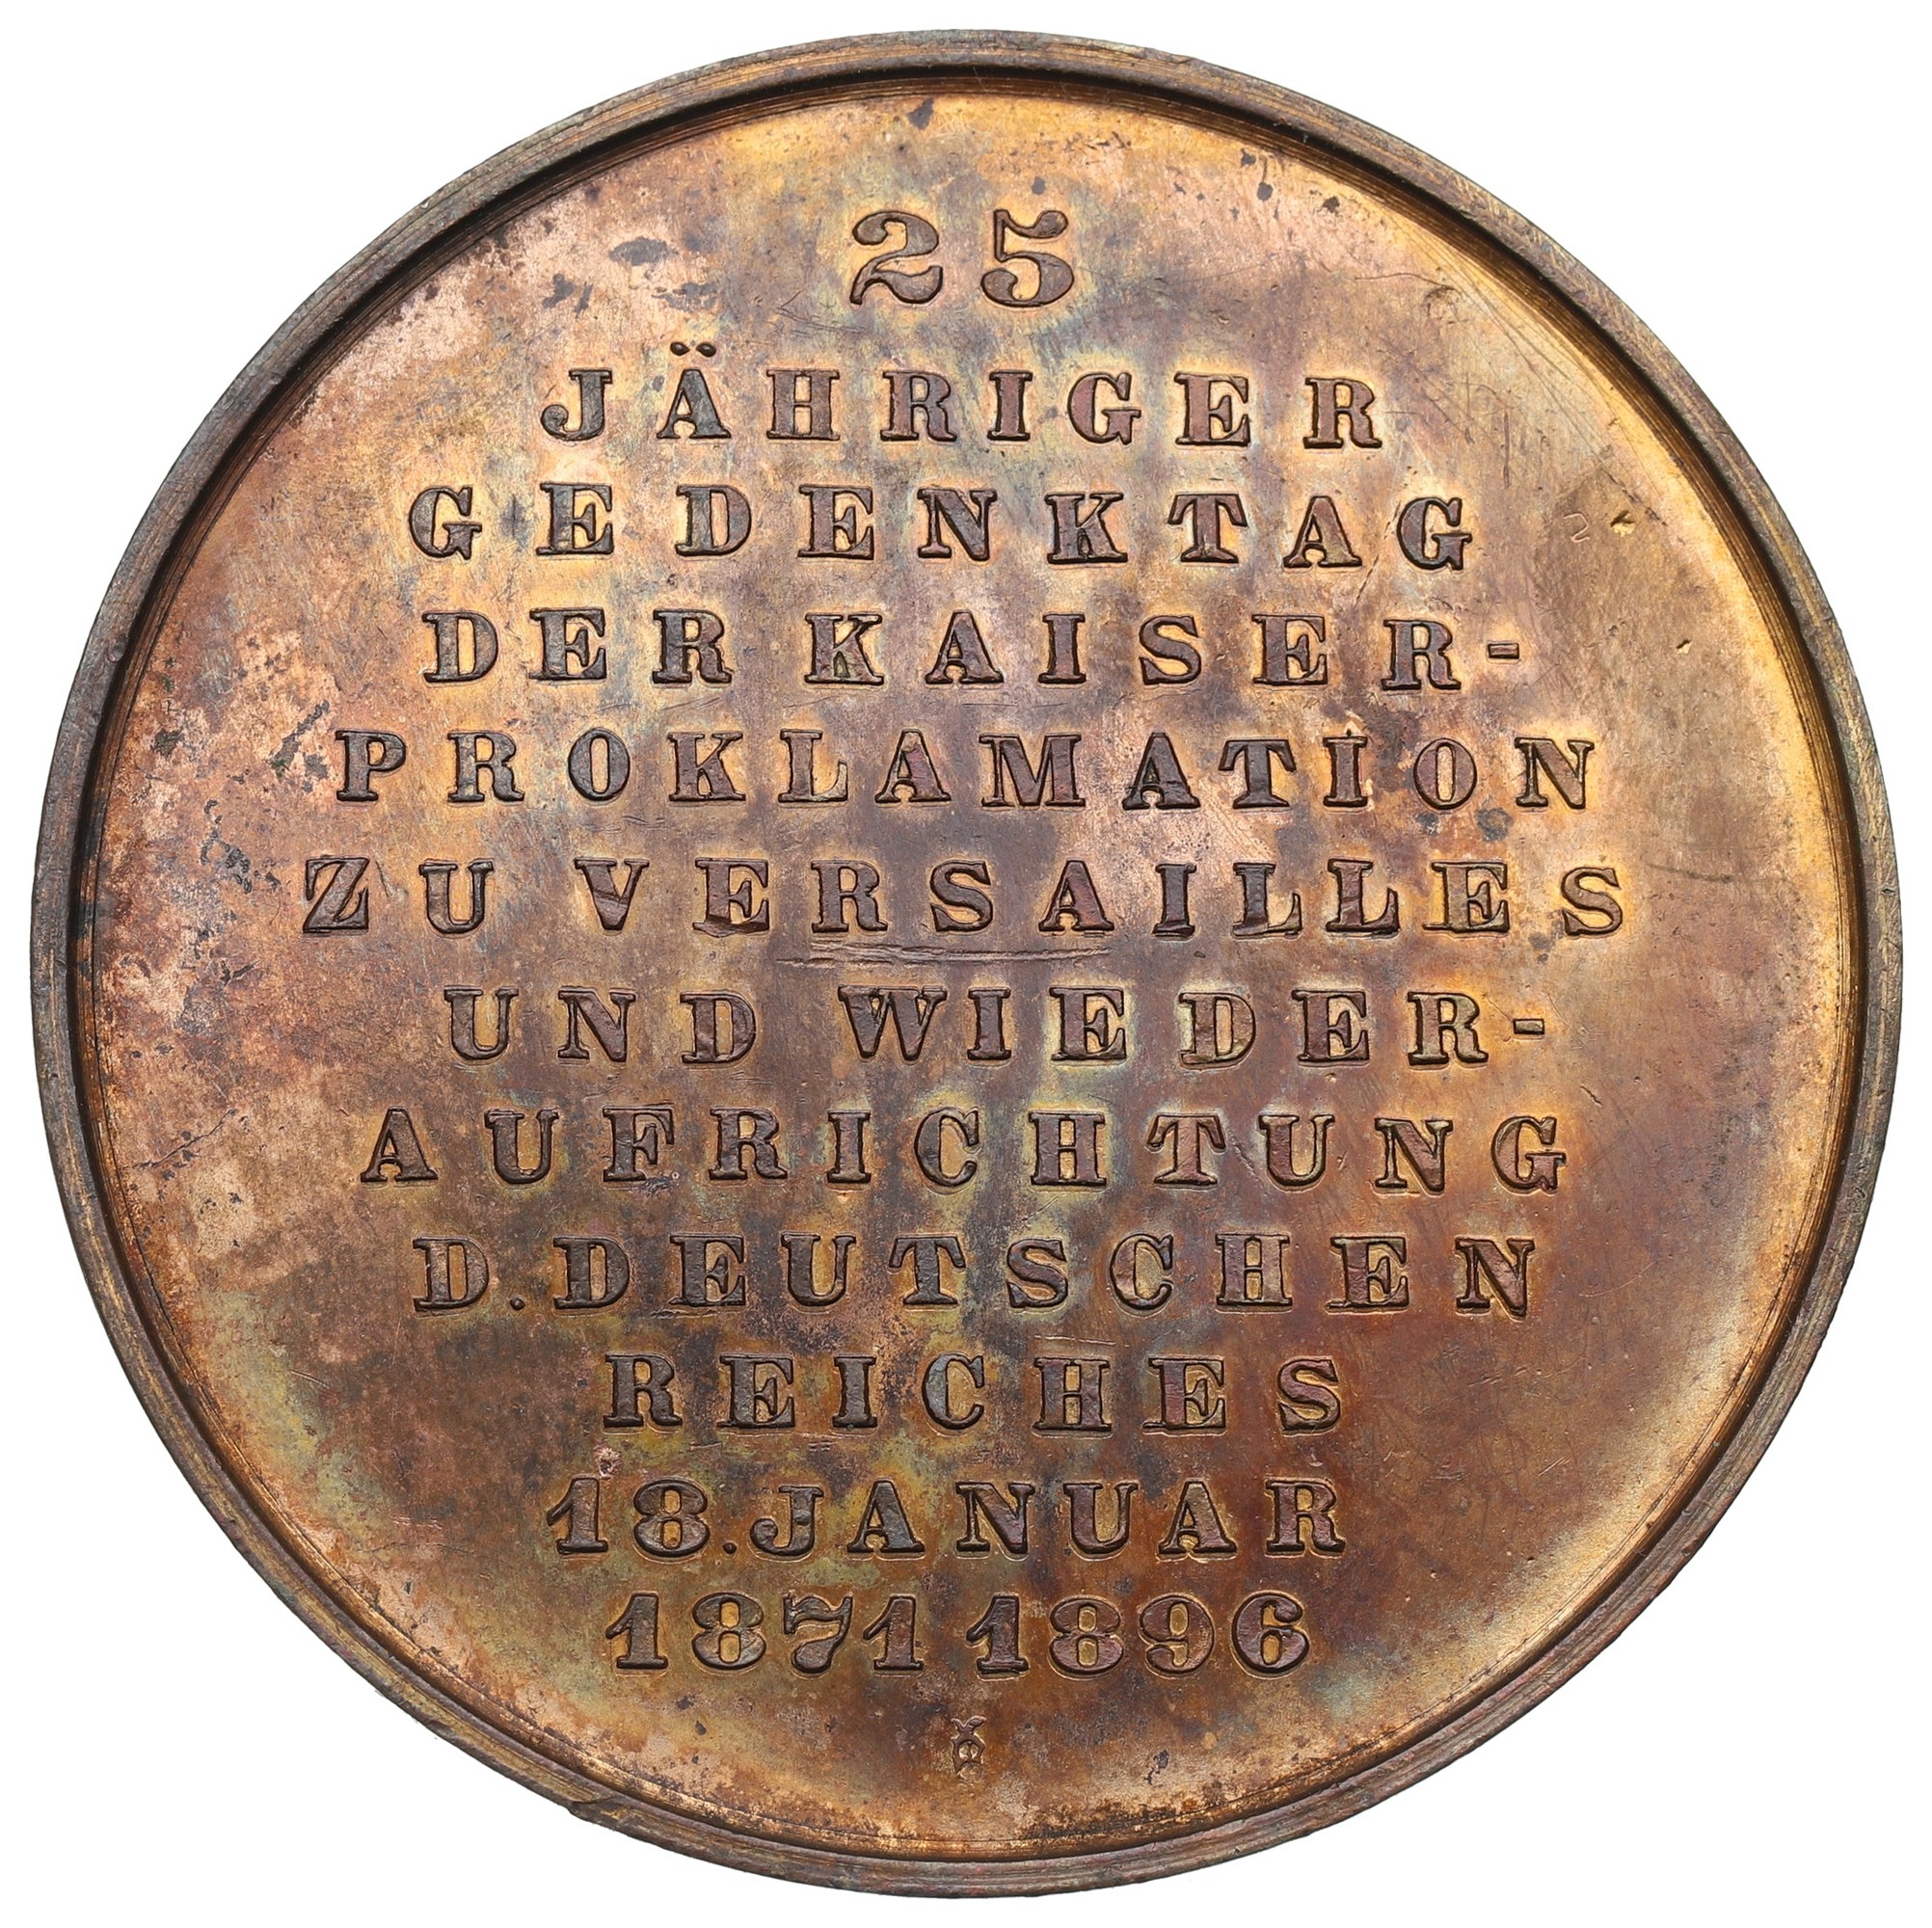 25
JÄHRIGER
GEDENKTAG
DER KAISER-
PROKLAMATION
ZU VERSAILLES
UND WIEDER-
AUFRICHTUNG
D. DEUTSCHEN
REICHES
18. JANUAR
1871 1896